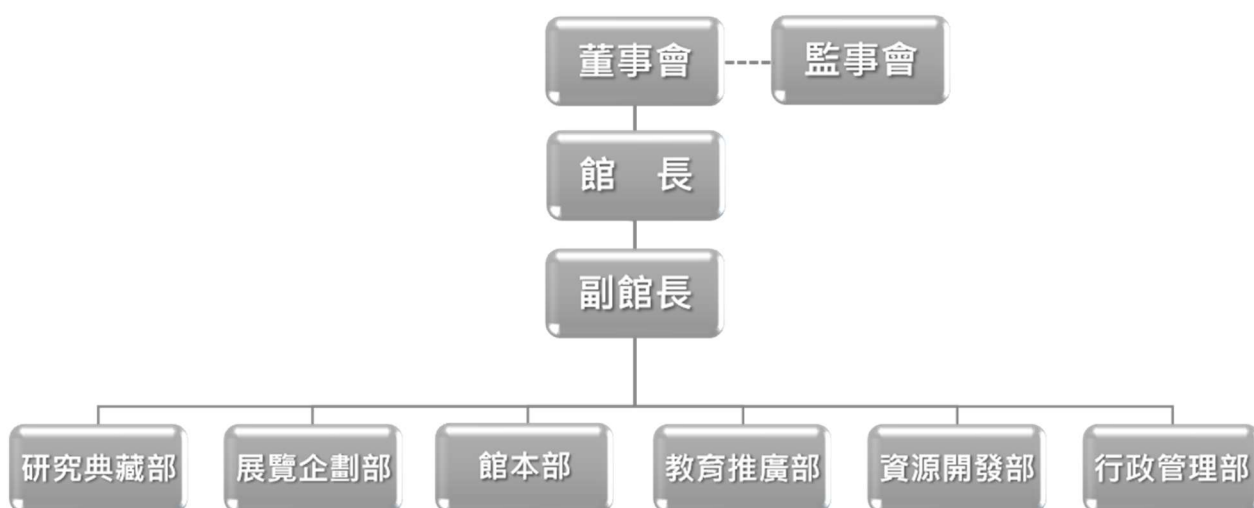 董事會
監事會
館 長
副館長
研究典藏部
展覽企劃部
館本部
教育推廣部
資源開發部
行政管理部